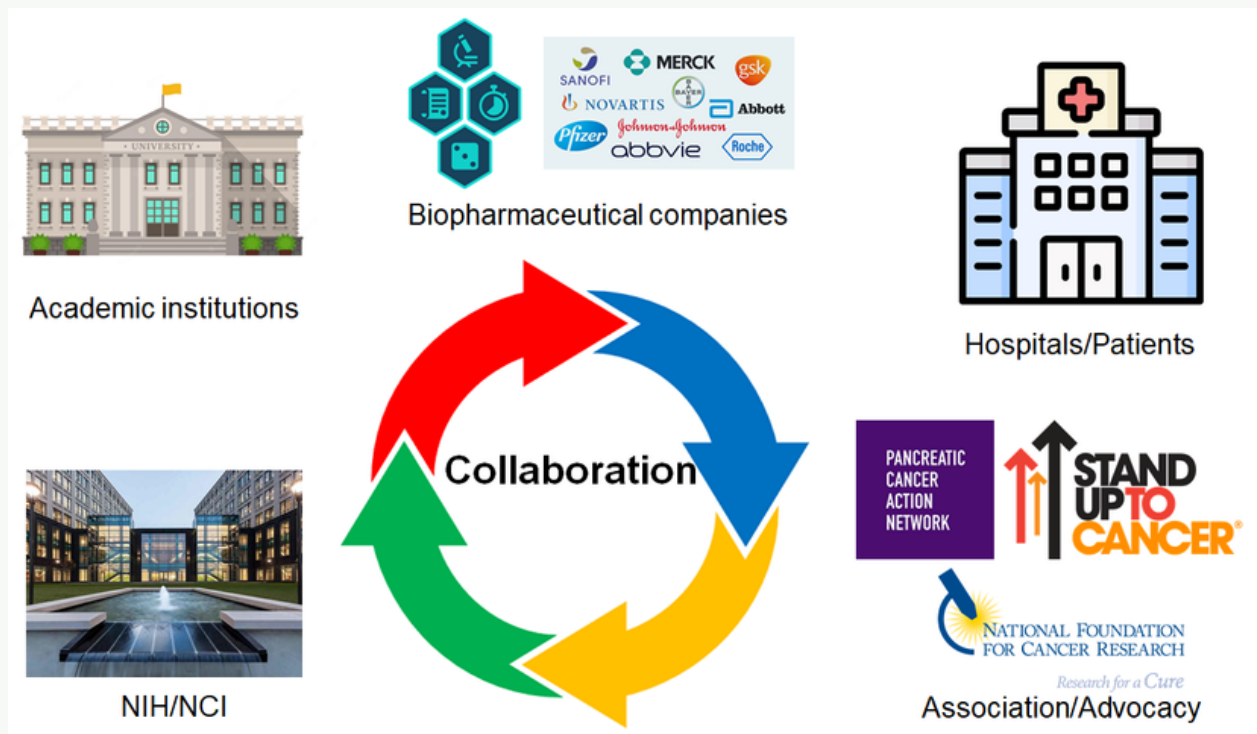 UNIVERSITY
Academic institutions
SANOFI
MERCK
gsk
NOVARTIS
BAYER
BAYER
Abbott
Pfizer
Johnson & Johnson
abbvie
Roche
Biopharmaceutical companies
Hospitals/Patients
Collaboration
NIH/NCI
PANCREATIC
CANCER
ACTION
NETWORK
STAND
UP TO
CANCER®
NATIONAL FOUNDATION
FOR CANCER RESEARCH
Research for a Cure
Association/Advocacy